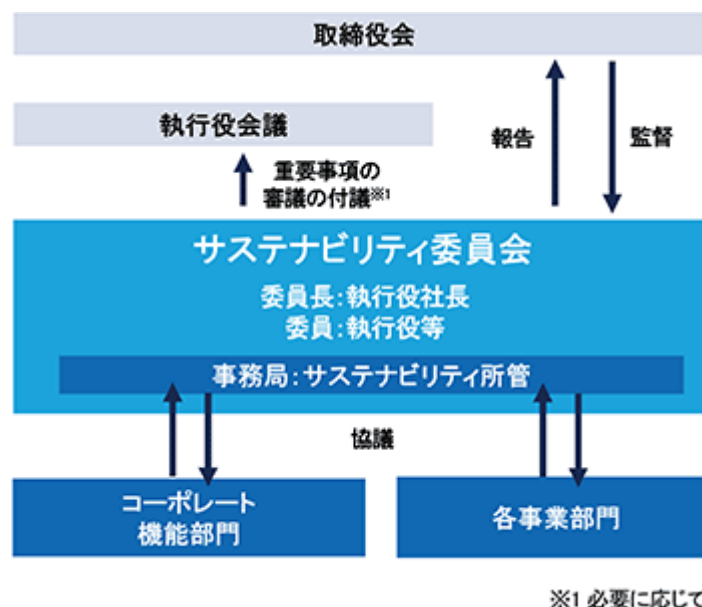 取締役会
執行役会議
報告
監督
重要事項の
審議の付議※1
サステナビリティ委員会
委員長:執行役社長
委員:執行役等
事務局:サステナビリティ所管
協議
コーポレート
機能部門
各事業部門
※1 必要に応じて